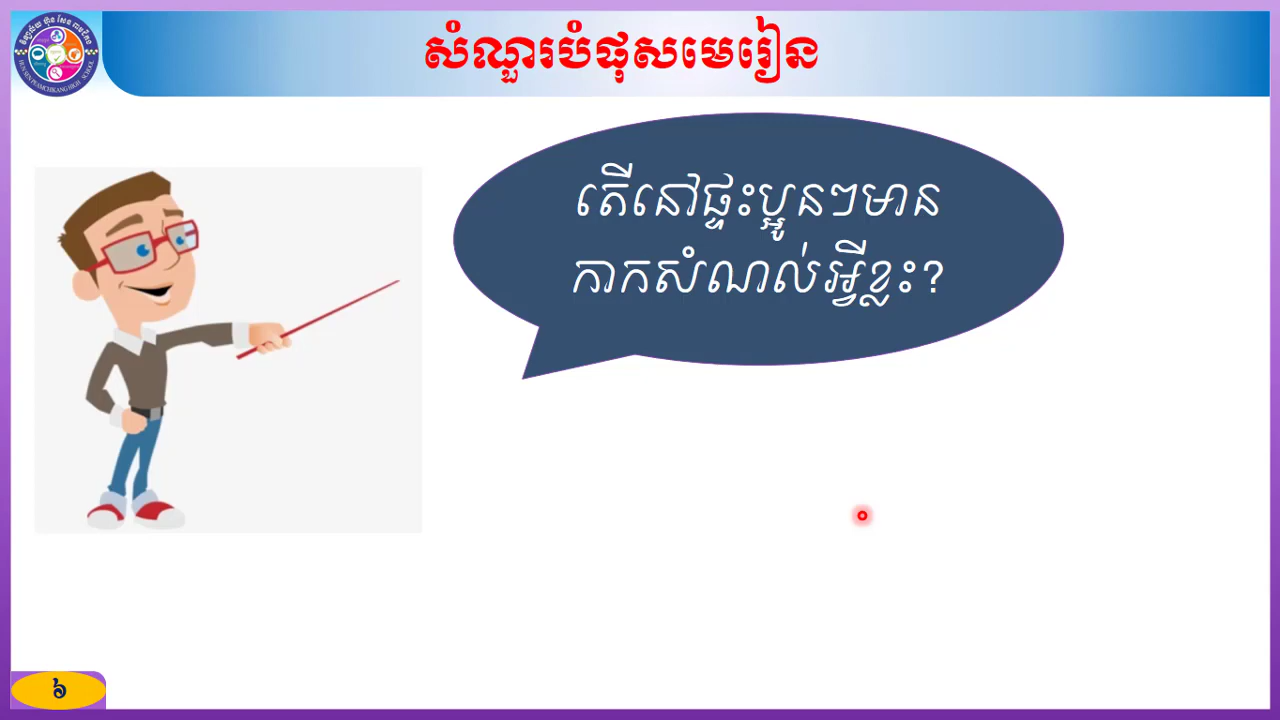 សំណួរបំផុសមេរៀន
តើនៅផ្ទះប្អូនៗមាន
កាកសំណល់អ្វីខ្លះ?
៦